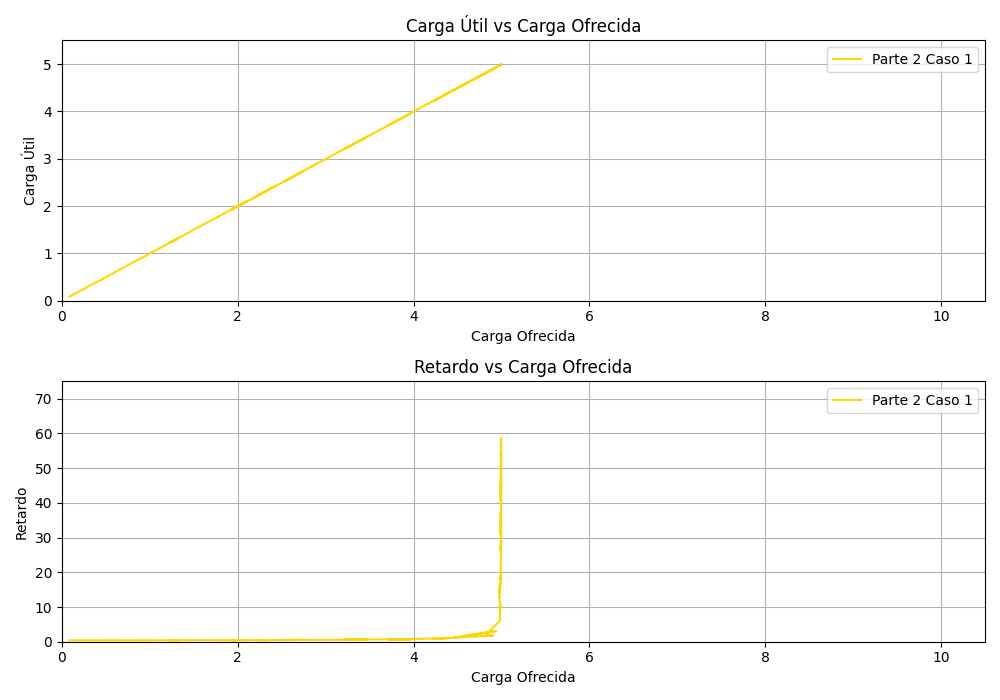 Carga Útil vs Carga Ofrecida
Parte 2 Caso 1
5
4
3
2
1
0
Carga Útil
0 2 4 6 8 10
Carga Ofrecida
Retardo vs Carga Ofrecida
Parte 2 Caso 1
70
60
50
40
30
20
10
0
Retardo
0 2 4 6 8 10
Carga Ofrecida